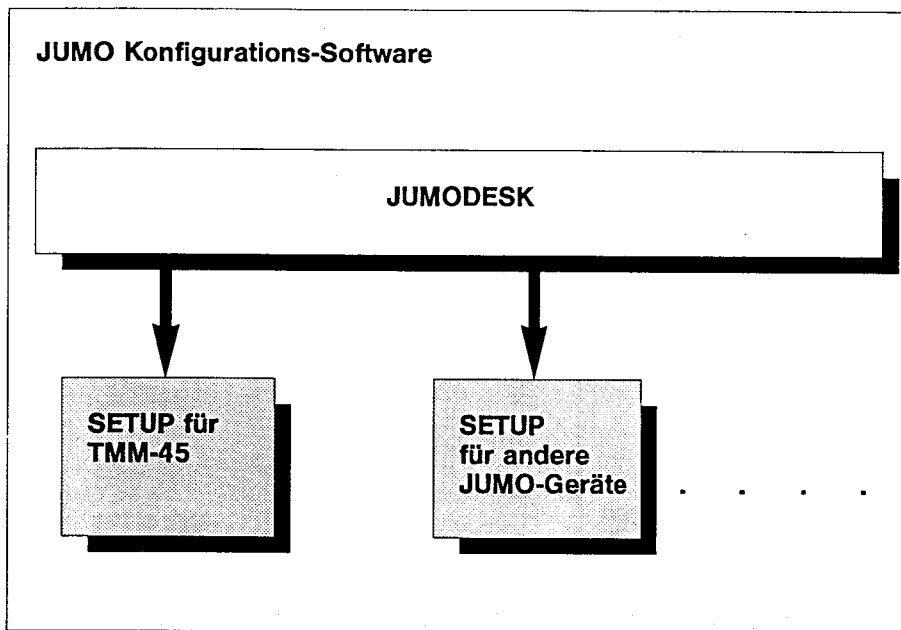 JUMO Konfigurations-Software
JUMODESK
SETUP für
TMM-45
SETUP
für andere
JUMO-Geräte
. . . .